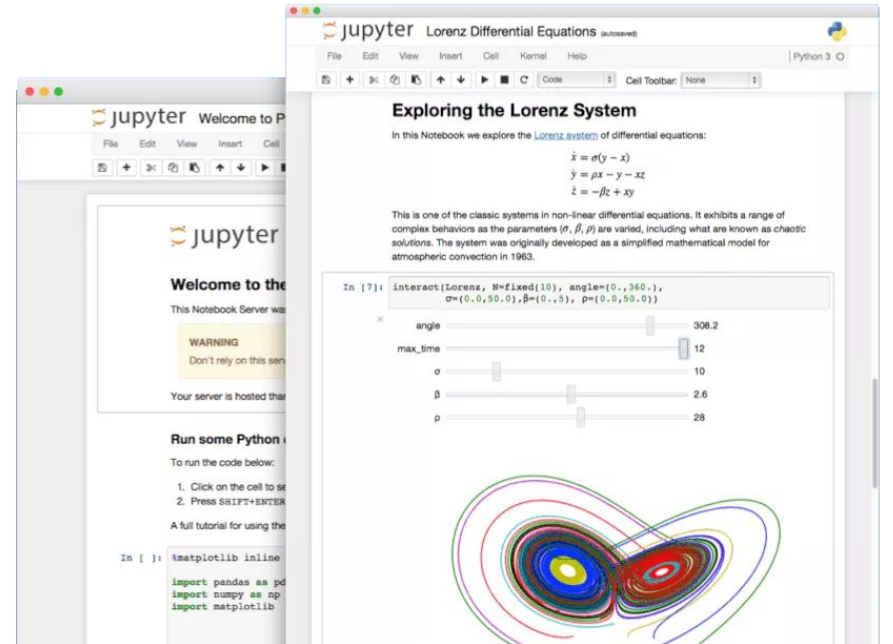 jupyter Lorenz Differential Equations (autosaved)
File Edit View Insert Cell Kernel Help Python 3
Code Cell Toolbar: None
Exploring the Lorenz System
In this Notebook we explore the Lorenz system of differential equations:
ẋ = σ(y − x)
ẏ = ρx − y − xz
ż = −βz + xy
This is one of the classic systems in non-linear differential equations. It exhibits a range of
complex behaviors as the parameters (σ, β, ρ) are varied, including what are known as chaotic
solutions. The system was originally developed as a simplified mathematical model for
atmospheric convection in 1963.
In [7]: interact(Lorenz, N=fixed(10), angle=(0.,360.),
σ=(0.0,50.0),β=(0.,5), ρ=(0.0,50.0))
angle 308.2
max_time 12
σ 10
β 2.6
ρ 28
jupyter Welcome to P
File Edit View Insert Cell
jupyter
Welcome to the
This Notebook Server was
WARNING
Don't rely on this serv
Your server is hosted than
Run some Python
To run the code below:
1. Click on the cell to se
2. Press SHIFT+ENTER
A full tutorial for using the
In [ ]: %matplotlib inline
import pandas as pd
import numpy as np
import matplotlib